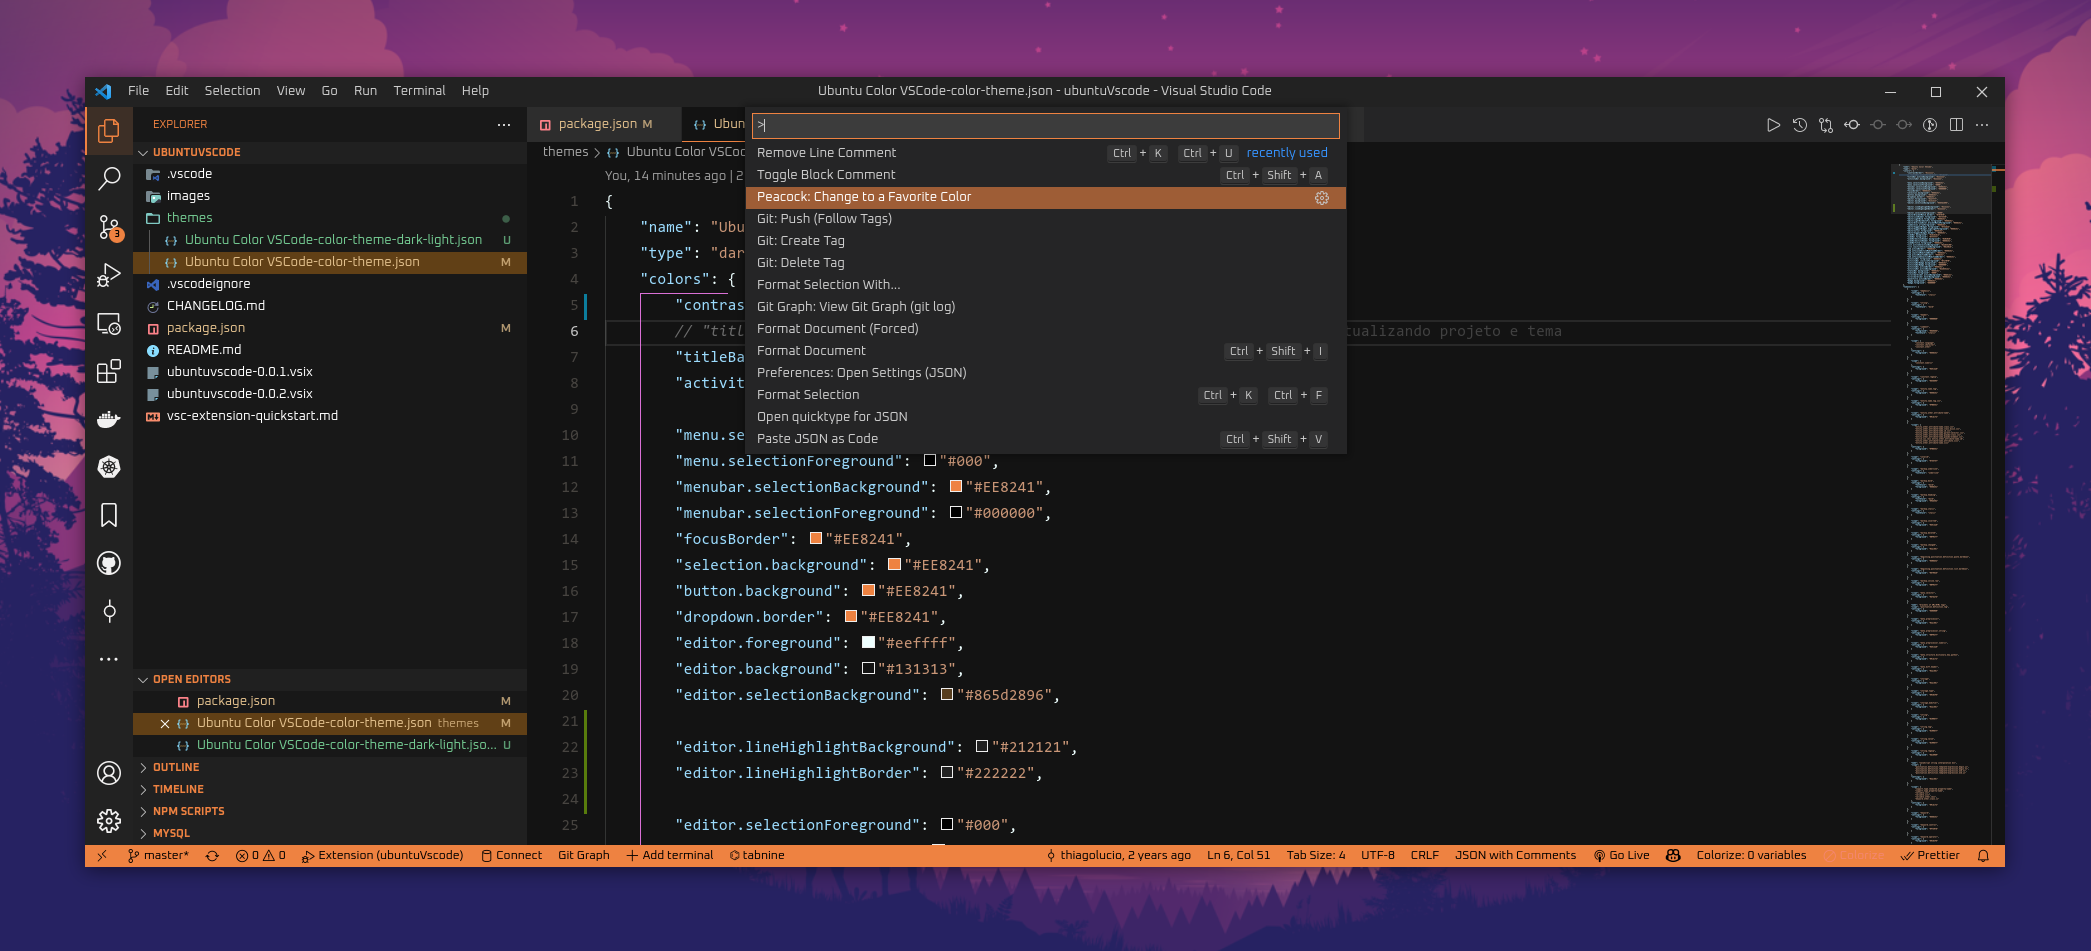 File Edit Selection View Go Run Terminal Help
Ubuntu Color VSCode-color-theme.json - ubuntuVscode - Visual Studio Code
EXPLORER
UBUNTUVSCODE
.vscode
images
themes
Ubuntu Color VSCode-color-theme-dark-light.json U
Ubuntu Color VSCode-color-theme.json M
.vscodeignore
CHANGELOG.md
package.json M
README.md
ubuntuvscode-0.0.1.vsix
ubuntuvscode-0.0.2.vsix
vsc-extension-quickstart.md
3
OPEN EDITORS
package.json M
Ubuntu Color VSCode-color-theme.json themes M
Ubuntu Color VSCode-color-theme-dark-light.jso... U
OUTLINE
TIMELINE
NPM SCRIPTS
MYSQL
package.json M
Ubun
themes > Ubuntu Color VSCo
You, 14 minutes ago | 2
>
Remove Line Comment Ctrl + K Ctrl + U recently used
Toggle Block Comment Ctrl + Shift + A
Peacock: Change to a Favorite Color
Git: Push (Follow Tags)
Git: Create Tag
Git: Delete Tag
Format Selection With...
Git Graph: View Git Graph (git log)
Format Document (Forced)
Format Document Ctrl + Shift + I
Preferences: Open Settings (JSON)
Format Selection Ctrl + K Ctrl + F
Open quicktype for JSON
Paste JSON as Code Ctrl + Shift + V
1 {
2 "name": "Ubu
3 "type": "dar
4 "colors": {
5 "contras
6 // "titl tualizando projeto e tema
7 "titleBa
8 "activit
9
10 "menu.se
11 "menu.selectionForeground": "#000",
12 "menubar.selectionBackground": "#EE8241",
13 "menubar.selectionForeground": "#000000",
14 "focusBorder": "#EE8241",
15 "selection.background": "#EE8241",
16 "button.background": "#EE8241",
17 "dropdown.border": "#EE8241",
18 "editor.foreground": "#eeffff",
19 "editor.background": "#131313",
20 "editor.selectionBackground": "#865d2896",
21
22 "editor.lineHighlightBackground": "#212121",
23 "editor.lineHighlightBorder": "#222222",
24
25 "editor.selectionForeground": "#000",
master* 0 0 Extension (ubuntuVscode) Connect Git Graph Add terminal tabnine thiagolucio, 2 years ago Ln 6, Col 51 Tab Size: 4 UTF-8 CRLF JSON with Comments Go Live Colorize: 0 variables Colorize Prettier